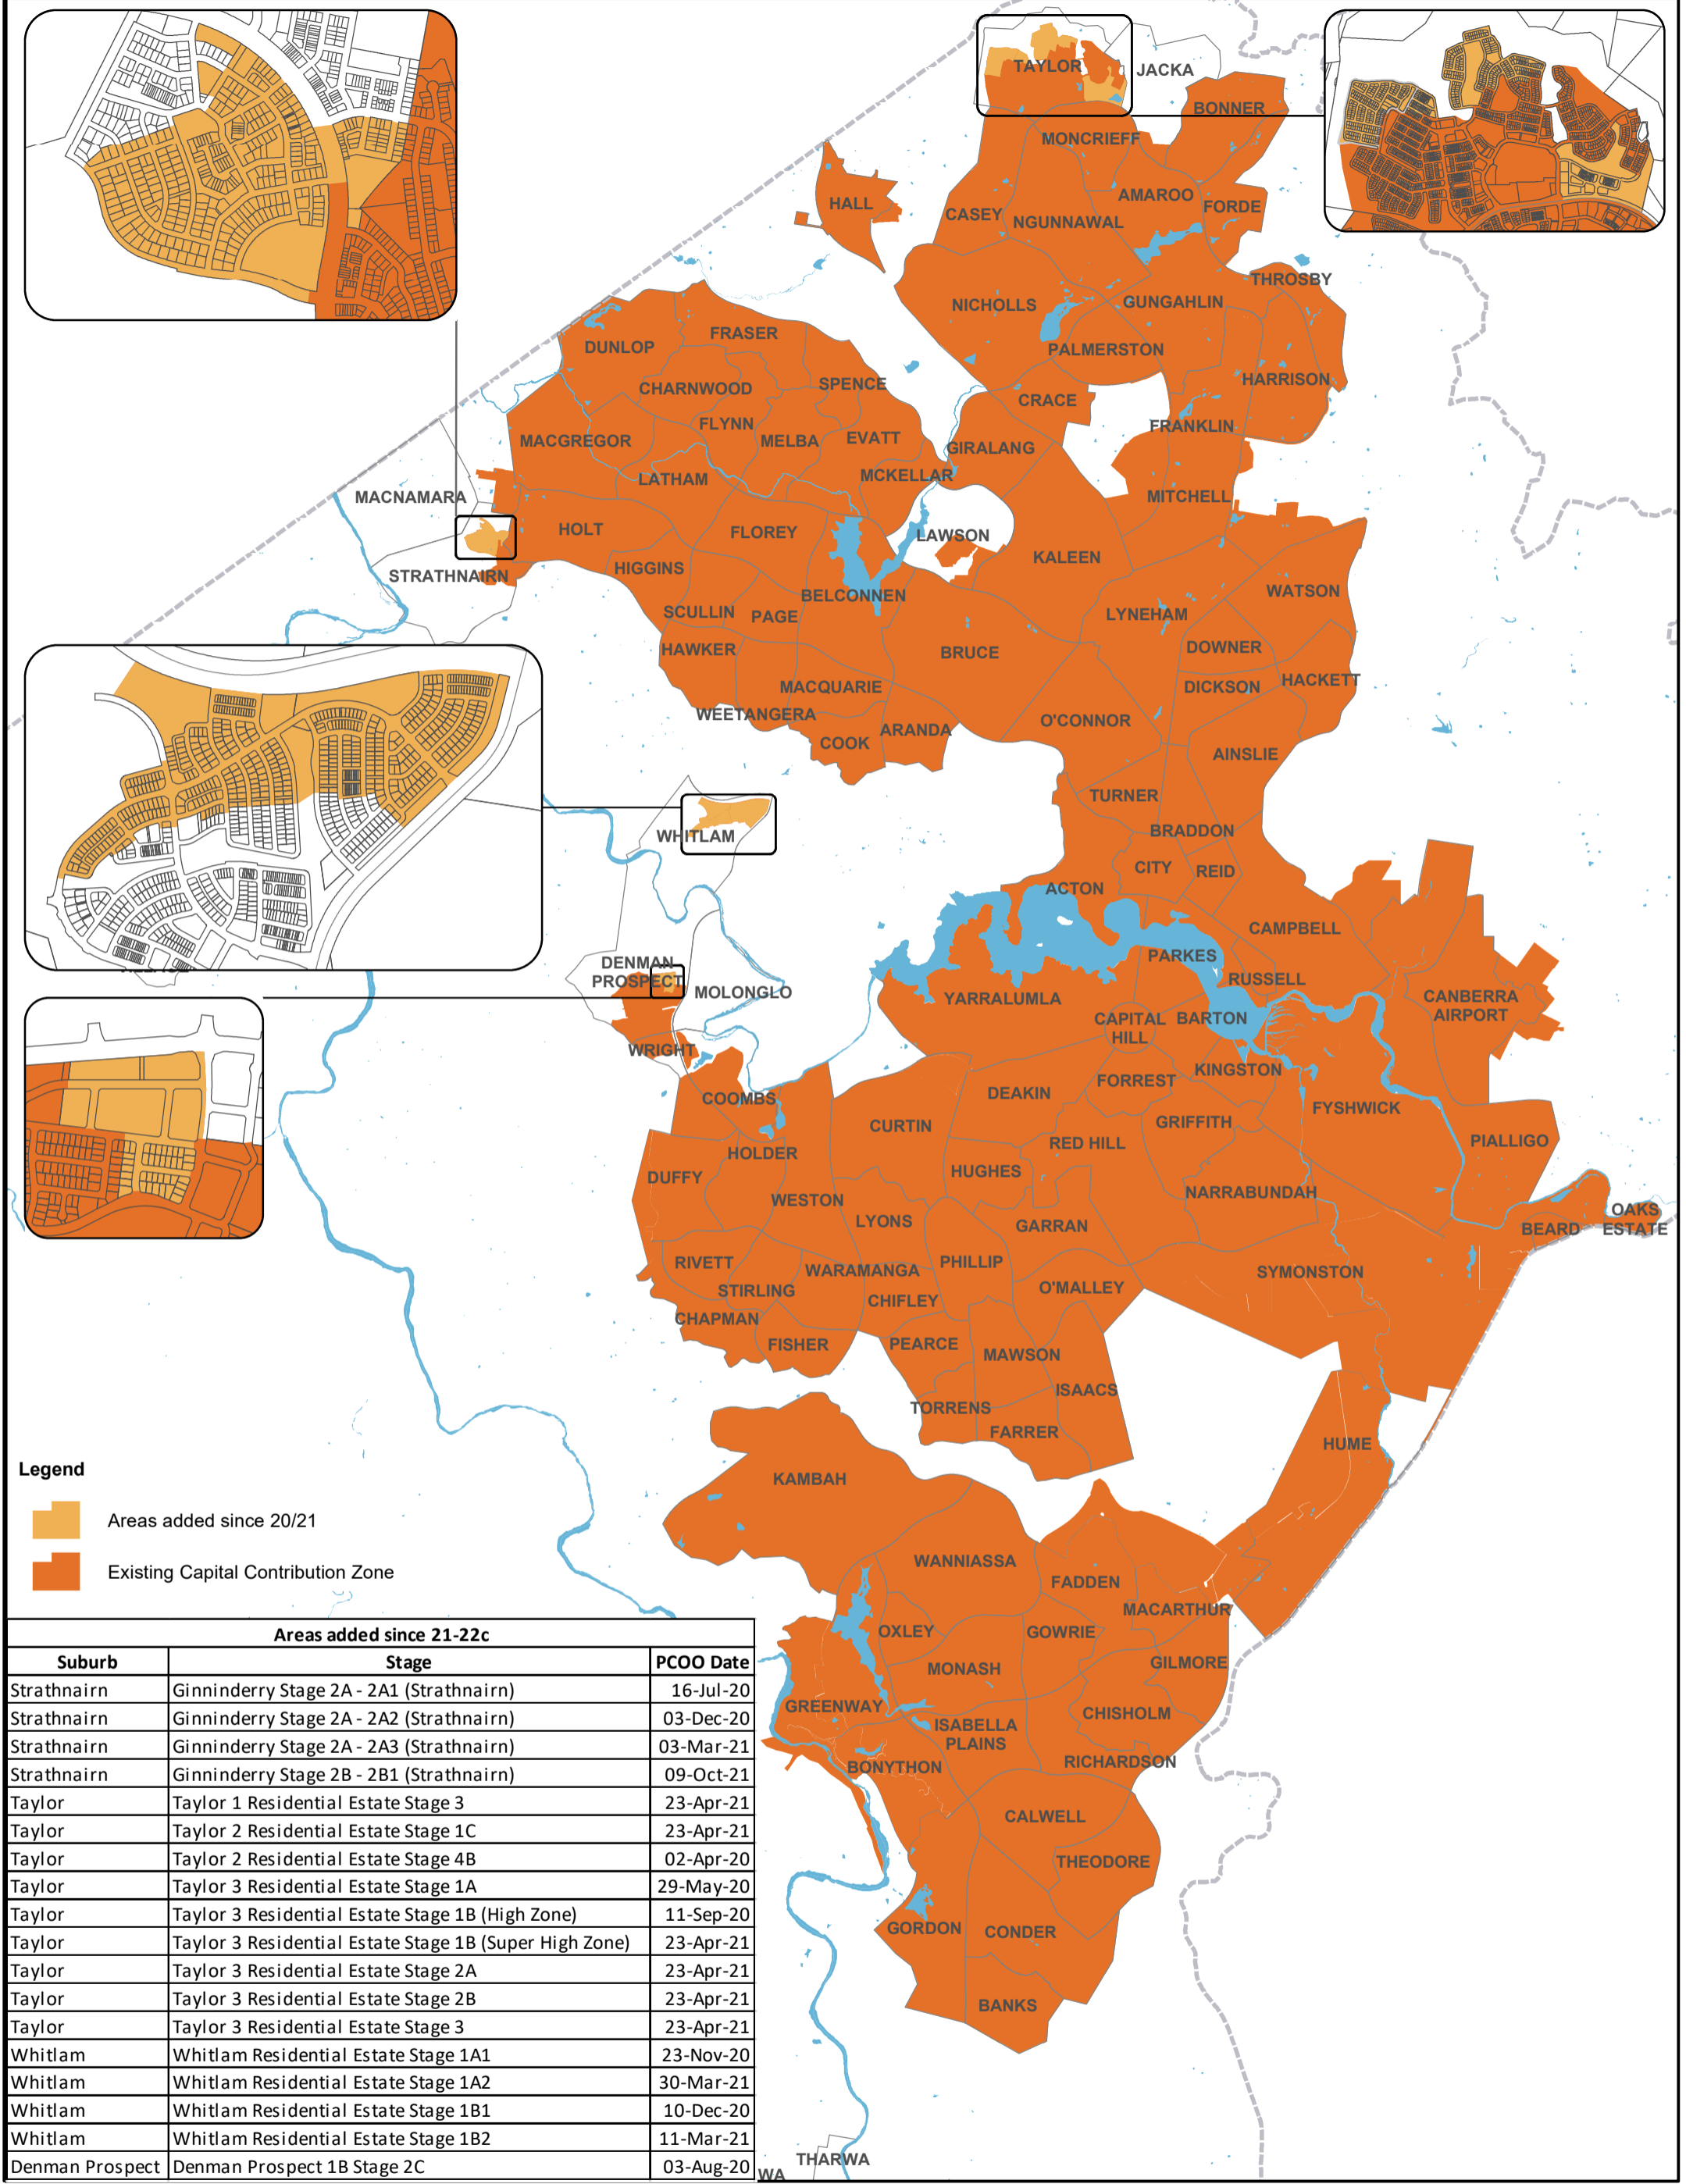 TAYLOR
JACKA
BONNER
MONCRIEFF
HALL
CASEY
NGUNNAWAL
AMAROO
FORDE
THROSBY
NICHOLLS
GUNGAHLIN
PALMERSTON
HARRISON
CRACE
FRANKLIN
DUNLOP
FRASER
CHARNWOOD
SPENCE
FLYNN
MACGREGOR
MELBA
EVATT
GIRALANG
LATHAM
MCKELLAR
MITCHELL
MACNAMARA
HOLT
FLOREY
LAWSON
KALEEN
STRATHNAIRN
HIGGINS
BELCONNEN
WATSON
SCULLIN
PAGE
LYNEHAM
HAWKER
BRUCE
DOWNER
MACQUARIE
DICKSON
HACKETT
WEETANGERA
ARANDA
O'CONNOR
COOK
AINSLIE
TURNER
WHITLAM
BRADDON
CITY
REID
ACTON
CAMPBELL
DENMAN
PROSPECT
MOLONGLO
PARKES
RUSSELL
YARRALUMLA
CANBERRA
AIRPORT
CAPITAL
HILL
BARTON
WRIGHT
KINGSTON
COOMBS
DEAKIN
FORREST
FYSHWICK
CURTIN
GRIFFITH
RED HILL
PIALLIGO
HOLDER
DUFFY
HUGHES
WESTON
NARRABUNDAH
LYONS
GARRAN
OAKS
ESTATE
BEARD
RIVETT
WARAMANGA
PHILLIP
SYMONSTON
STIRLING
CHIFLEY
O'MALLEY
CHAPMAN
FISHER
PEARCE
MAWSON
ISAACS
TORRENS
FARRER
HUME
KAMBAH
WANNIASSA
FADDEN
MACARTHUR
OXLEY
GOWRIE
MONASH
GILMORE
GREENWAY
CHISHOLM
ISABELLA
PLAINS
BONYTHON
RICHARDSON
CALWELL
THEODORE
GORDON
CONDER
BANKS
THARWA
WA
Legend
Areas added since 20/21
Existing Capital Contribution Zone
Areas added since 21-22c
Suburb Stage PCOO Date
Strathnairn Ginninderry Stage 2A - 2A1 (Strathnairn) 16-Jul-20
Strathnairn Ginninderry Stage 2A - 2A2 (Strathnairn) 03-Dec-20
Strathnairn Ginninderry Stage 2A - 2A3 (Strathnairn) 03-Mar-21
Strathnairn Ginninderry Stage 2B - 2B1 (Strathnairn) 09-Oct-21
Taylor Taylor 1 Residential Estate Stage 3 23-Apr-21
Taylor Taylor 2 Residential Estate Stage 1C 23-Apr-21
Taylor Taylor 2 Residential Estate Stage 4B 02-Apr-20
Taylor Taylor 3 Residential Estate Stage 1A 29-May-20
Taylor Taylor 3 Residential Estate Stage 1B (High Zone) 11-Sep-20
Taylor Taylor 3 Residential Estate Stage 1B (Super High Zone) 23-Apr-21
Taylor Taylor 3 Residential Estate Stage 2A 23-Apr-21
Taylor Taylor 3 Residential Estate Stage 2B 23-Apr-21
Taylor Taylor 3 Residential Estate Stage 3 23-Apr-21
Whitlam Whitlam Residential Estate Stage 1A1 23-Nov-20
Whitlam Whitlam Residential Estate Stage 1A2 30-Mar-21
Whitlam Whitlam Residential Estate Stage 1B1 10-Dec-20
Whitlam Whitlam Residential Estate Stage 1B2 11-Mar-21
Denman Prospect Denman Prospect 1B Stage 2C 03-Aug-20